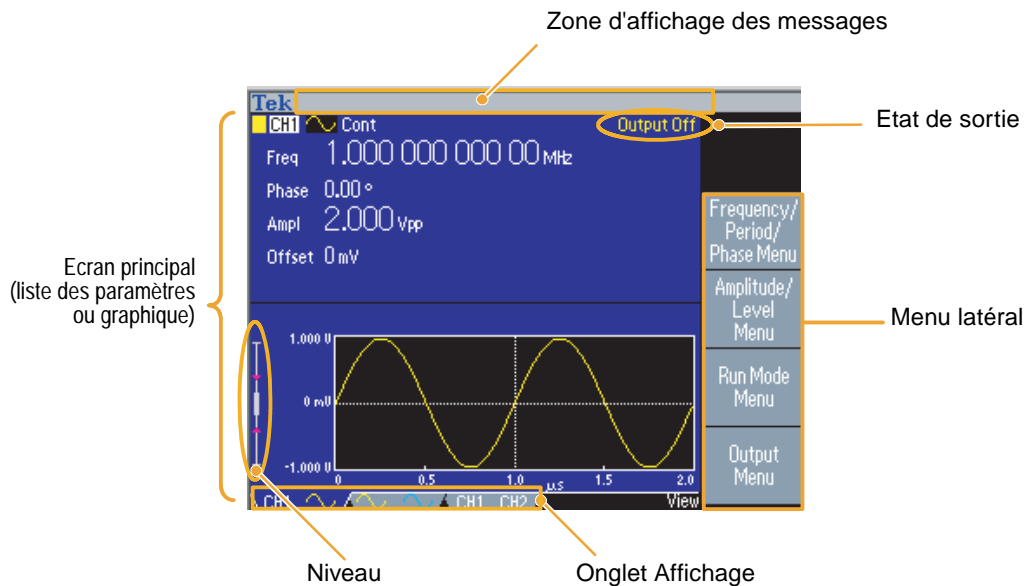 Zone d'affichage des messages
Tek
CH1 Cont Output Off
Etat de sortie
Freq 1.000 000 000 00 MHz
Phase 0.00 °
Ampl 2.000 Vpp
Offset 0 mV
Frequency/
Period/
Phase Menu
Ecran principal
(liste des paramètres
ou graphique)
Amplitude/
Level
Menu
Menu latéral
Run Mode
Menu
Output
Menu
1.000 U
0 mU
-1.000 U
0 0.5 1.0 µs 1.5 2.0
CH1 CH1 CH2 View
Niveau
Onglet Affichage